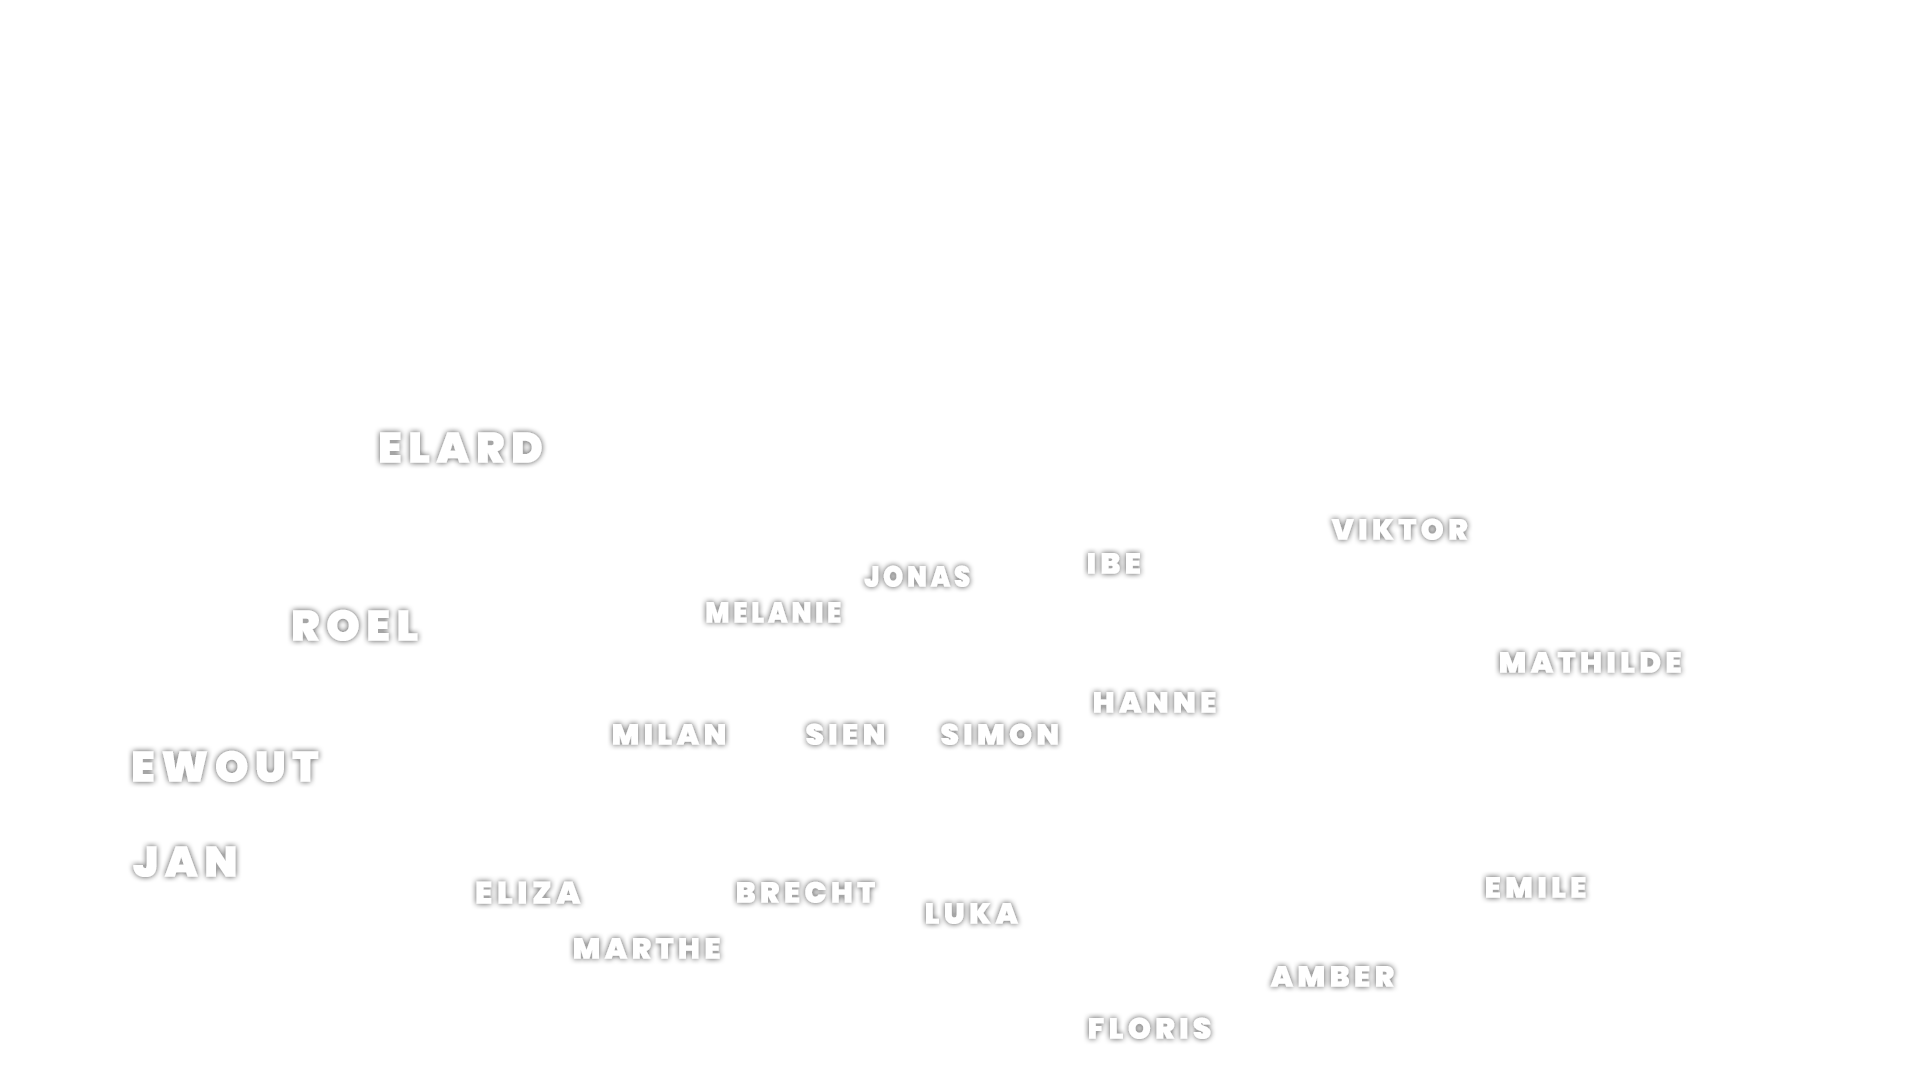 ELARD
VIKTOR
IBE
JONAS
MELANIE
ROEL
MATHILDE
HANNE
MILAN
SIEN
SIMON
EWOUT
JAN
EMILE
ELIZA
BRECHT
LUKA
MARTHE
AMBER
FLORIS